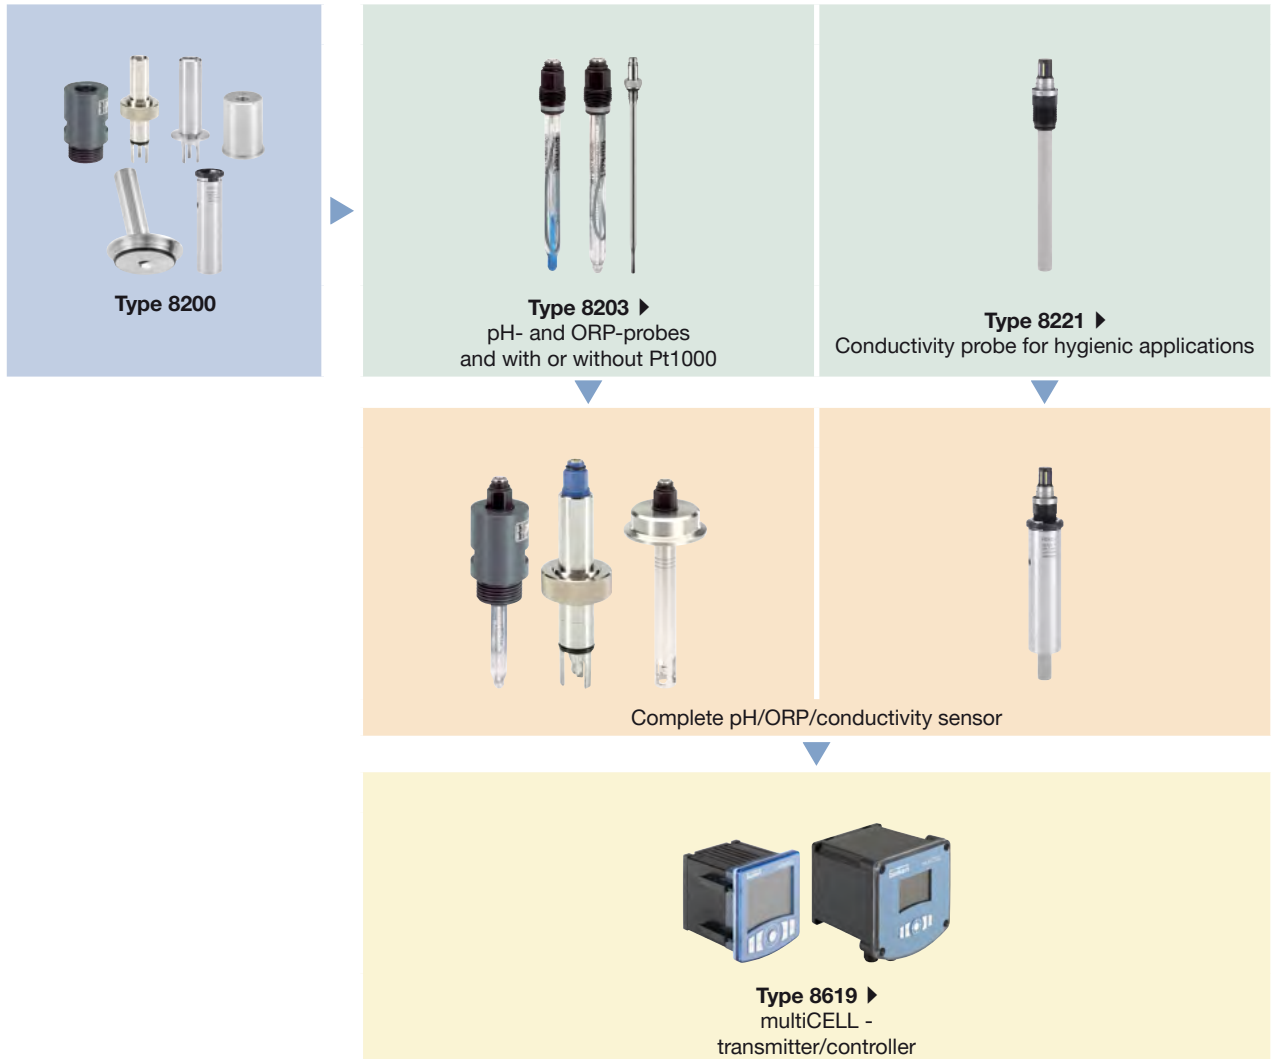 Type 8200
Type 8203
pH- and ORP-probes
and with or without Pt1000
Type 8221
Conductivity probe for hygienic applications
Complete pH/ORP/conductivity sensor
Type 8619
multiCELL -
transmitter/controller